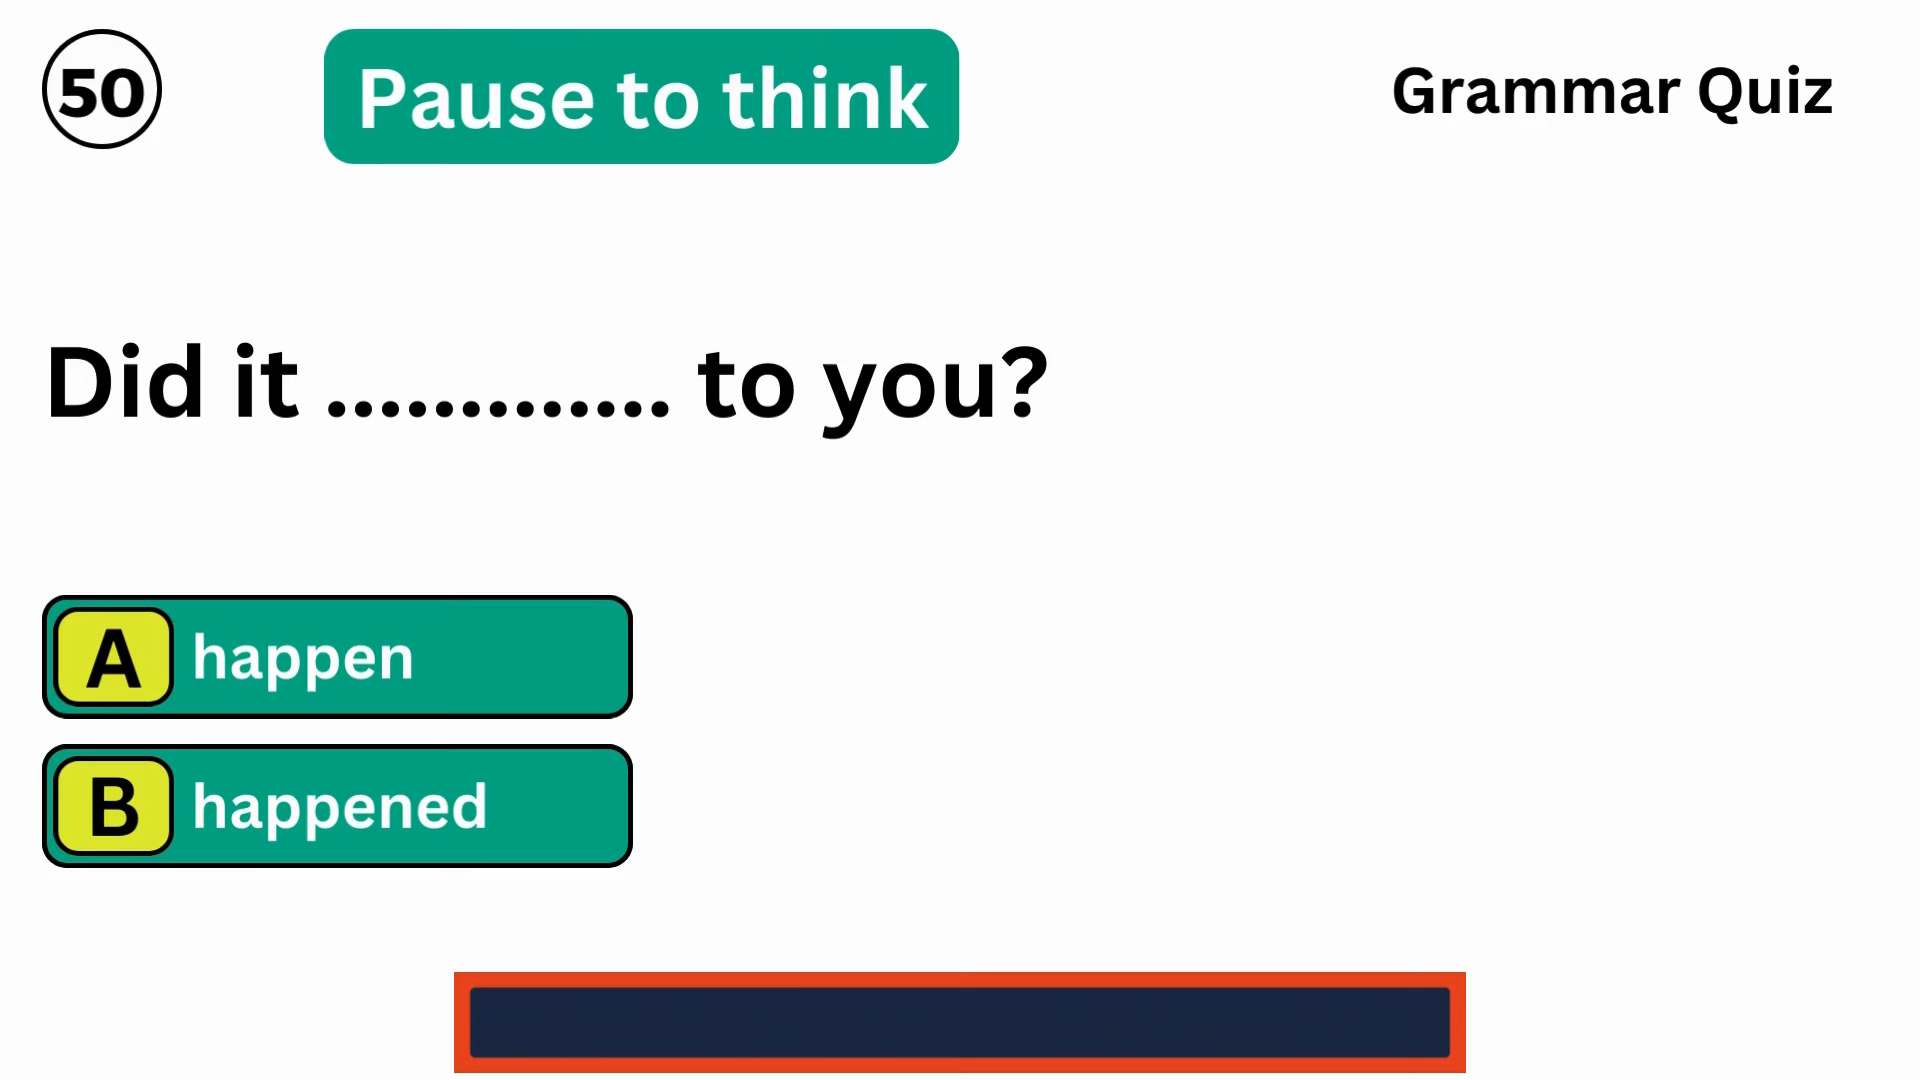 50
Pause to think
Grammar Quiz
Did it ............. to you?
A happen
B happened